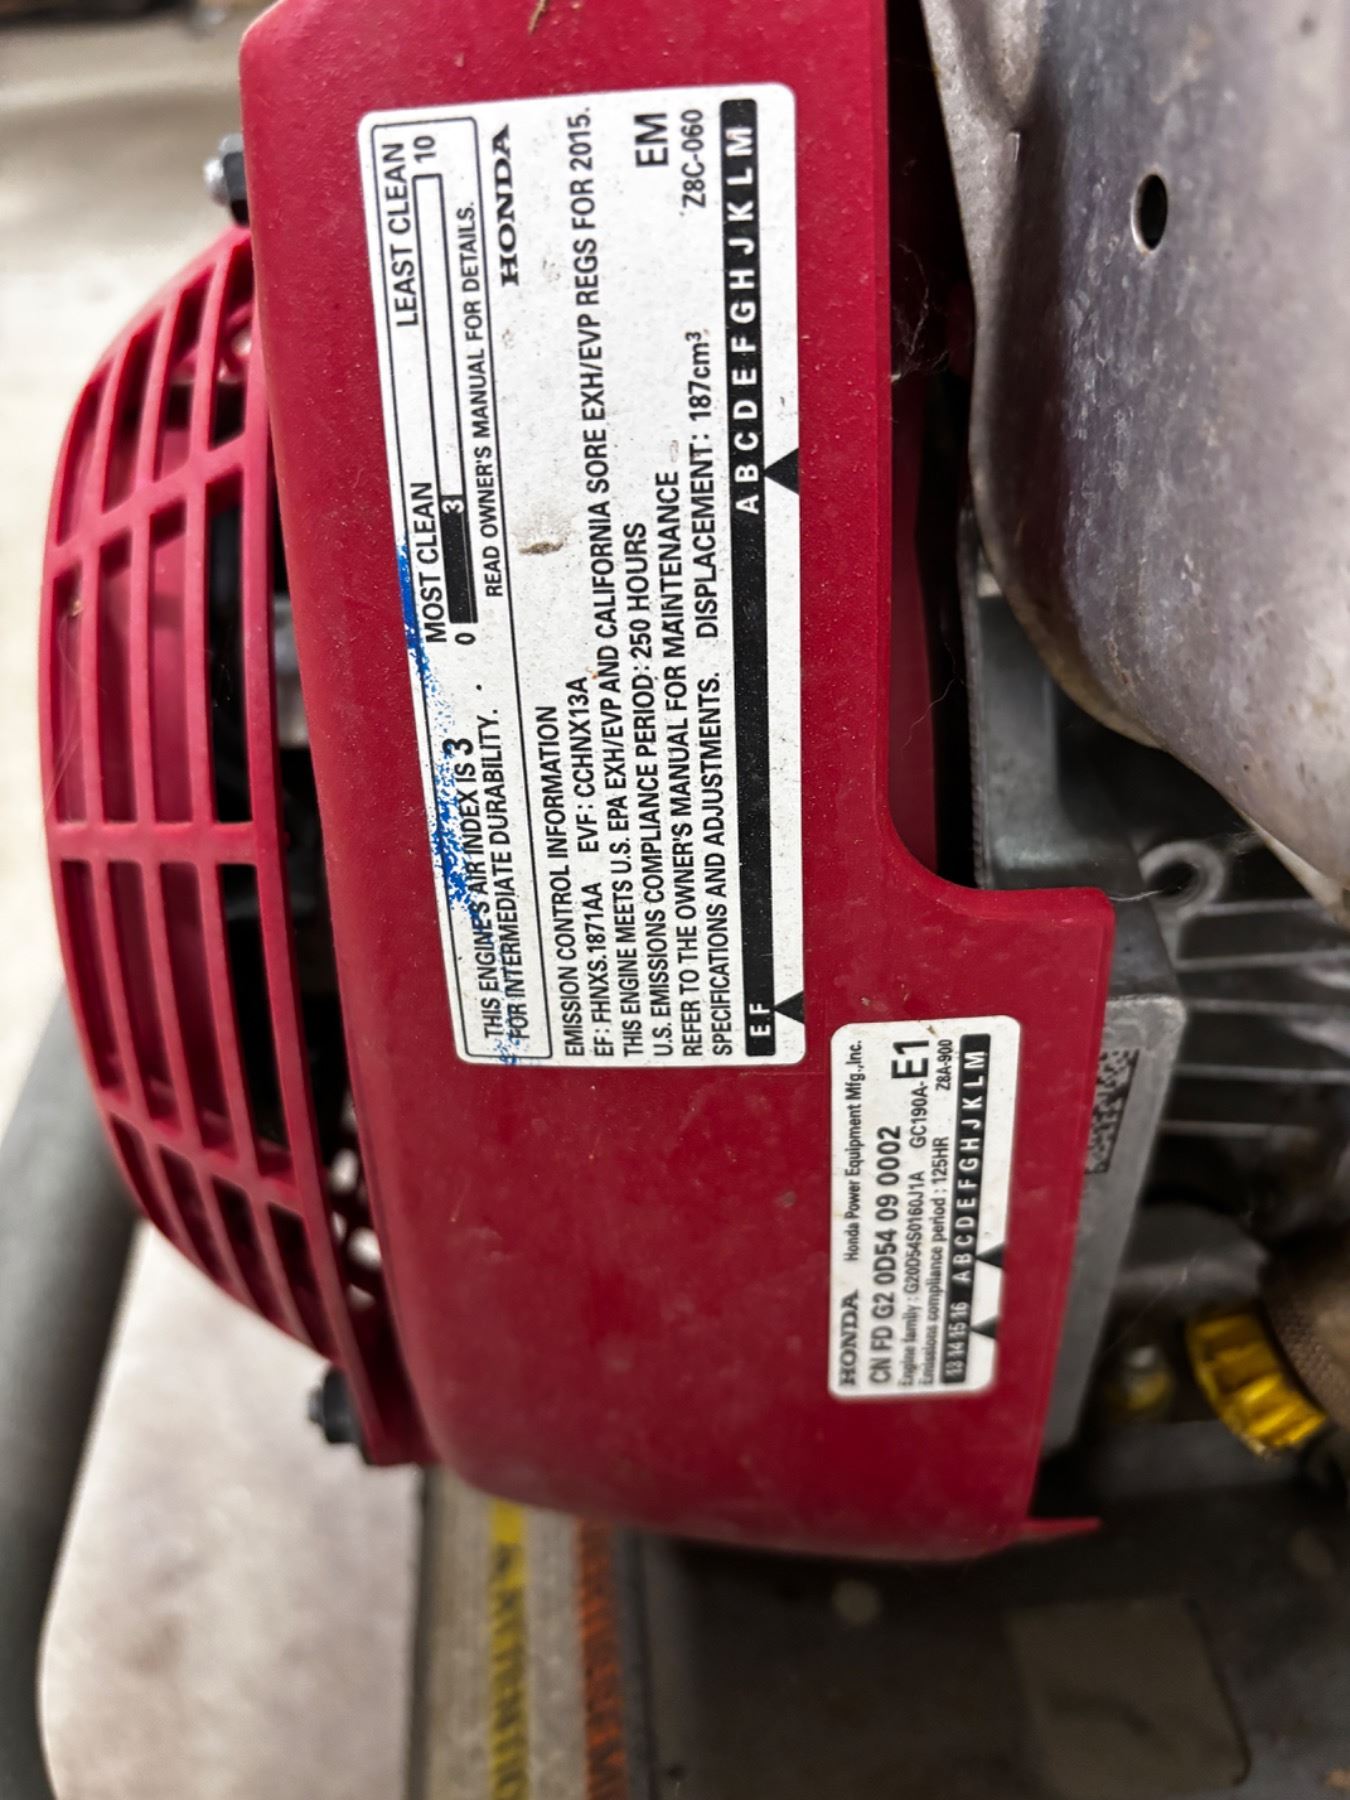 THIS ENGINE'S AIR INDEX IS 3
FOR INTERMEDIATE DURABILITY.
MOST CLEAN LEAST CLEAN
0 3 10
READ OWNER'S MANUAL FOR DETAILS.
HONDA
EMISSION CONTROL INFORMATION
EF: FHNXS.1871AA EVF: CCHNX13A
THIS ENGINE MEETS U.S. EPA EXH/EVP AND CALIFORNIA SORE EXH/EVP REGS FOR 2015.
U.S. EMISSIONS COMPLIANCE PERIOD: 250 HOURS
REFER TO THE OWNER'S MANUAL FOR MAINTENANCE
SPECIFICATIONS AND ADJUSTMENTS. DISPLACEMENT: 187cm³
EM
Z8C-060
E.F A B C D E F G H J K L M
HONDA Honda Power Equipment Mfg.,Inc.
CN FD G2 0D54 09 0002
Engine family : G20D54S0160J1A GC190A-E1
Emissions compliance period : 125HR Z8A-900
13 14 15 16 A B C D E F G H J K L M